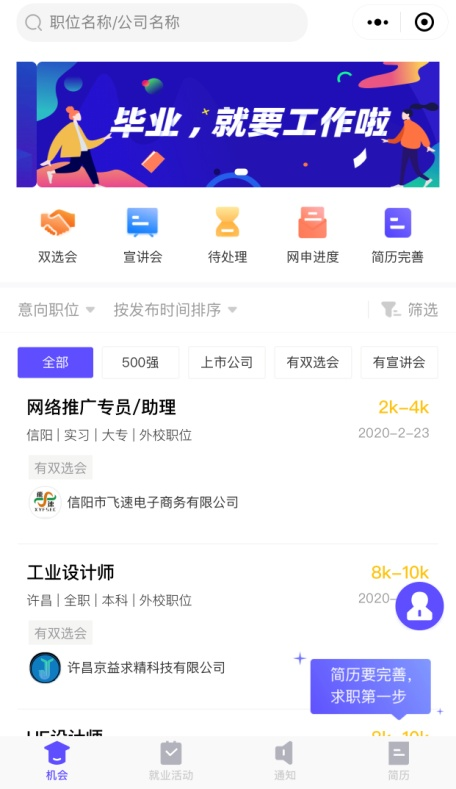 职位名称/公司名称
毕业，就要工作啦
双选会
宣讲会
待处理
网申进度
简历完善
意向职位
按发布时间排序
筛选
全部
500强
上市公司
有双选会
有宣讲会
网络推广专员/助理
2k-4k
信阳 | 实习 | 大专 | 外校职位
2020-2-23
有双选会
信阳市飞速电子商务有限公司
工业设计师
8k-10k
许昌 | 全职 | 本科 | 外校职位
2020-
有双选会
许昌京益求精科技有限公司
简历要完善，
求职第一步
机会
就业活动
通知
简历